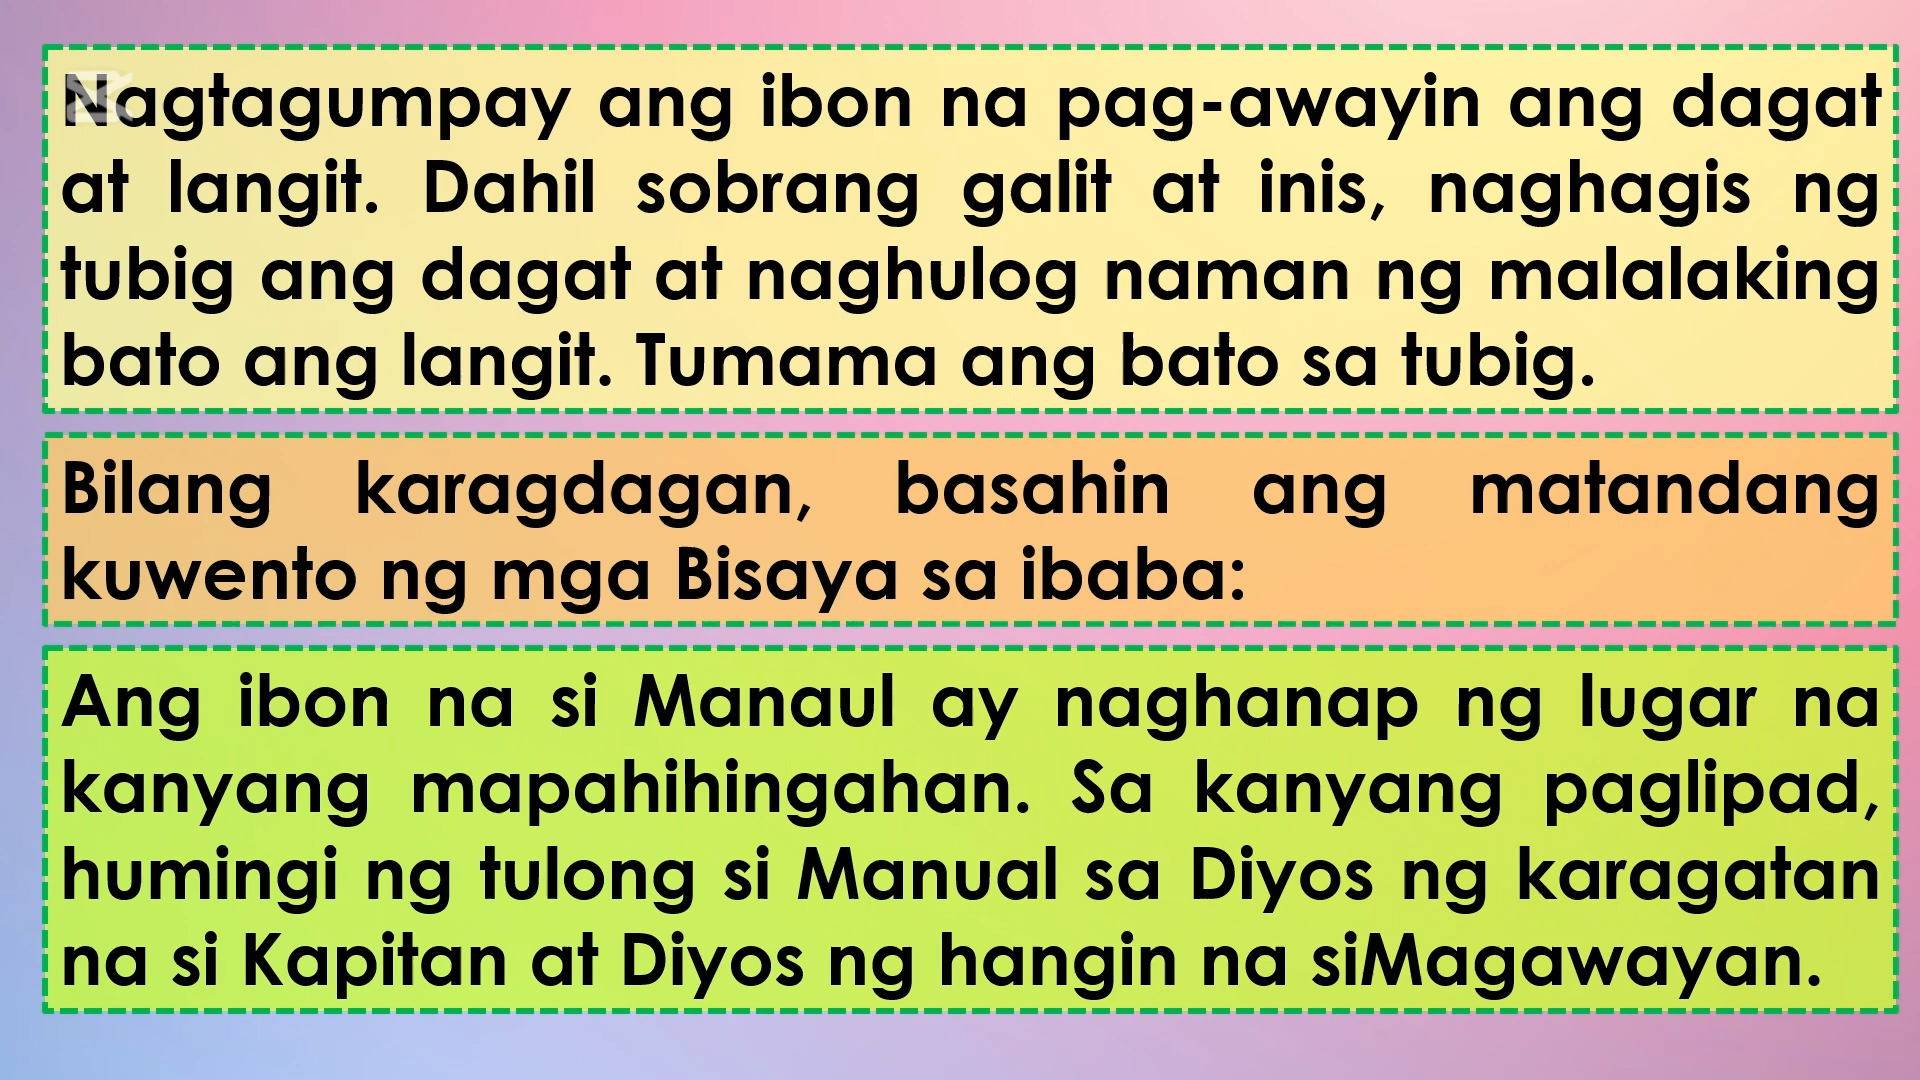 Nagtagumpay ang ibon na pag-awayin ang dagat
at langit. Dahil sobrang galit at inis, naghagis ng
tubig ang dagat at naghulog naman ng malalaking
bato ang langit. Tumama ang bato sa tubig.
Bilang karagdagan, basahin ang matandang
kuwento ng mga Bisaya sa ibaba:
Ang ibon na si Manaul ay naghanap ng lugar na
kanyang mapahihingahan. Sa kanyang paglipad,
humingi ng tulong si Manual sa Diyos ng karagatan
na si Kapitan at Diyos ng hangin na siMagawayan.